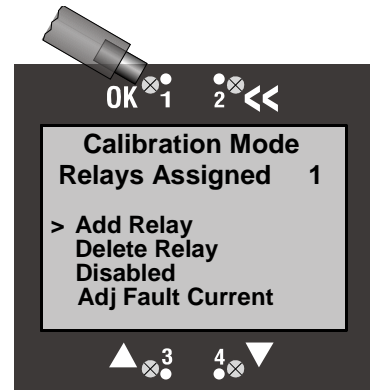 OK 1 2 <<
Calibration Mode
Relays Assigned 1
> Add Relay
Delete Relay
Disabled
Adj Fault Current
3 4